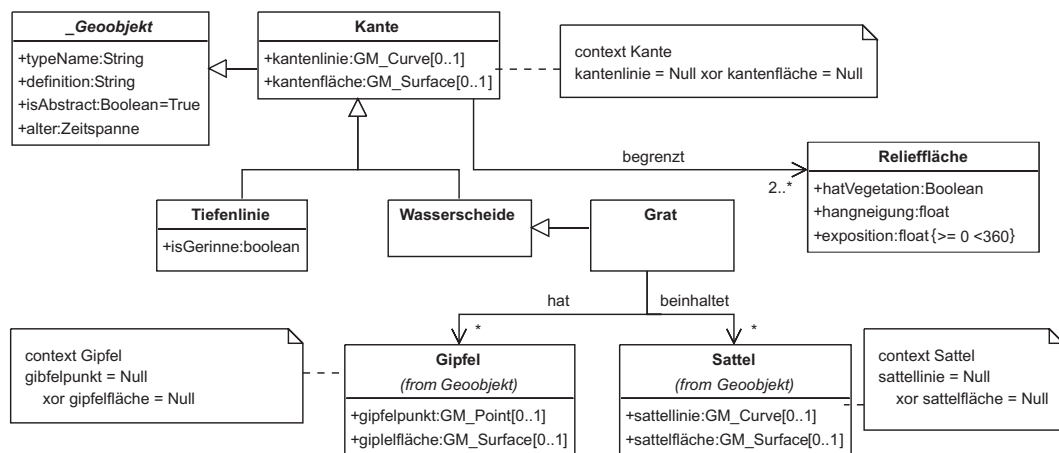 _Geoobjekt
+typeName:String
+definition:String
+isAbstract:Boolean=True
+alter:Zeitspanne
Kante
+kantenlinie:GM_Curve[0..1]
+kantenfläche:GM_Surface[0..1]
context Kante
kantenlinie = Null xor kantenfläche = Null
begrenzt
2..*
Relieffläche
+hatVegetation:Boolean
+hangneigung:float
+exposition:float{>= 0 <360}
Tiefenlinie
+isGerinne:boolean
Wasserscheide
Grat
hat
beinhaltet
*
*
context Gipfel
gibfelpunkt = Null
xor gipfelfläche = Null
Gipfel
(from Geoobjekt)
+gipfelpunkt:GM_Point[0..1]
+giplelfläche:GM_Surface[0..1]
Sattel
(from Geoobjekt)
+sattellinie:GM_Curve[0..1]
+sattelfläche:GM_Surface[0..1]
context Sattel
sattellinie = Null
xor sattelfläche = Null